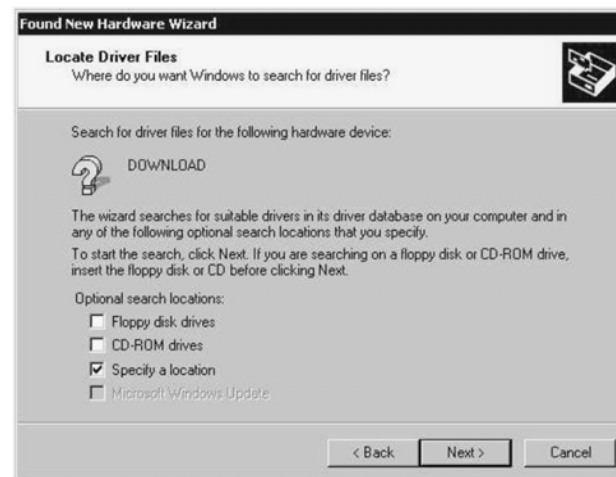 Found New Hardware Wizard
Locate Driver Files
Where do you want Windows to search for driver files?
Search for driver files for the following hardware device:
DOWNLOAD
The wizard searches for suitable drivers in its driver database on your computer and in
any of the following optional search locations that you specify.
To start the search, click Next. If you are searching on a floppy disk or CD-ROM drive,
insert the floppy disk or CD before clicking Next.
Optional search locations:
Floppy disk drives
CD-ROM drives
Specify a location
Microsoft Windows Update
< Back Next > Cancel